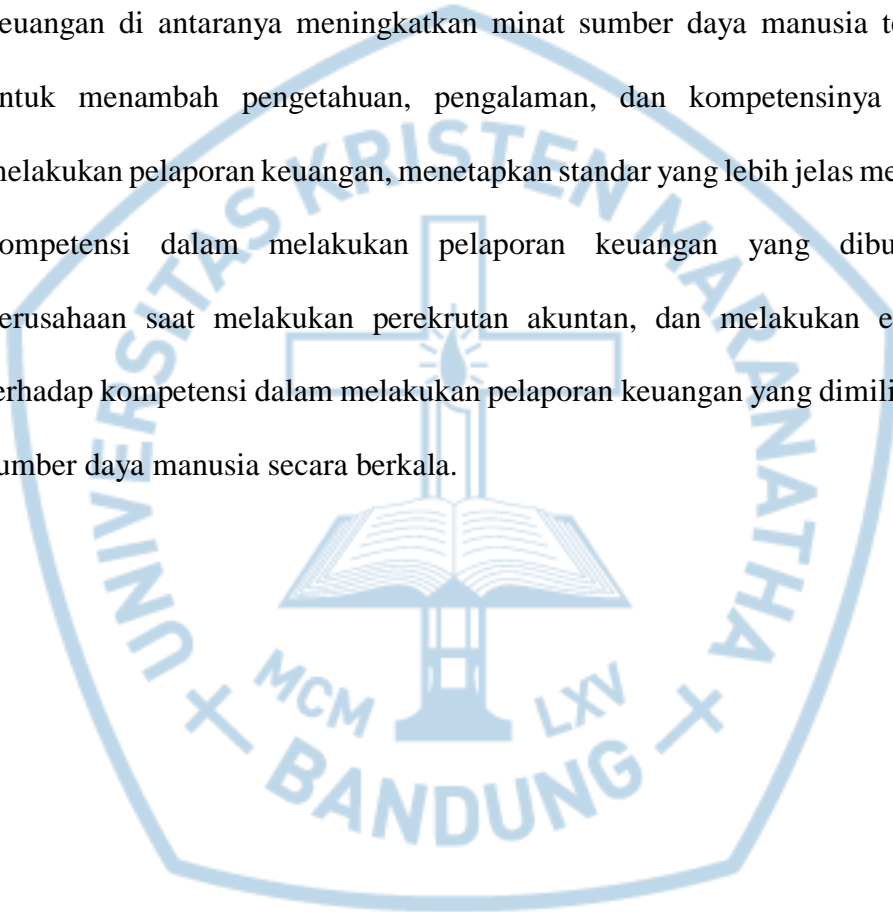 euangan di antaranya meningkatkan minat sumber daya manusia te
ntuk menambah pengetahuan, pengalaman, dan kompetensinya
melakukan pelaporan keuangan, menetapkan standar yang lebih jelas me
ompetensi dalam melakukan pelaporan keuangan yang dibu
erusahaan saat melakukan perekrutan akuntan, dan melakukan e
erhadap kompetensi dalam melakukan pelaporan keuangan yang dimili
umber daya manusia secara berkala.
UNIVERSITAS KRISTEN MARANATHA
MCM LXV
BANDUNG